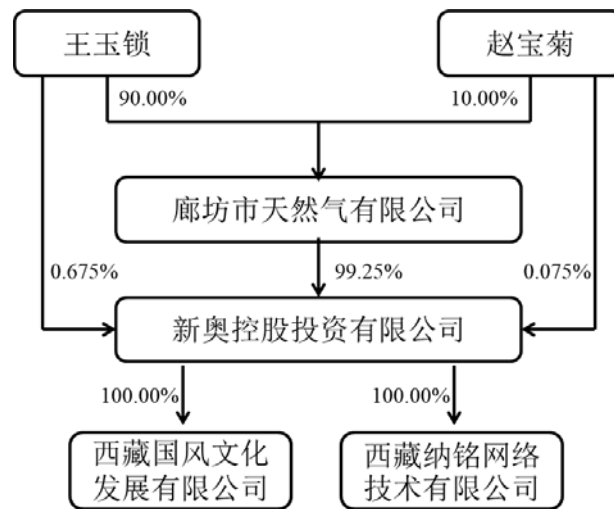 王玉锁
赵宝菊
90.00%
10.00%
廊坊市天然气有限公司
0.675%
99.25%
0.075%
新奥控股投资有限公司
100.00%
100.00%
西藏国风文化
发展有限公司
西藏纳铭网络
技术有限公司